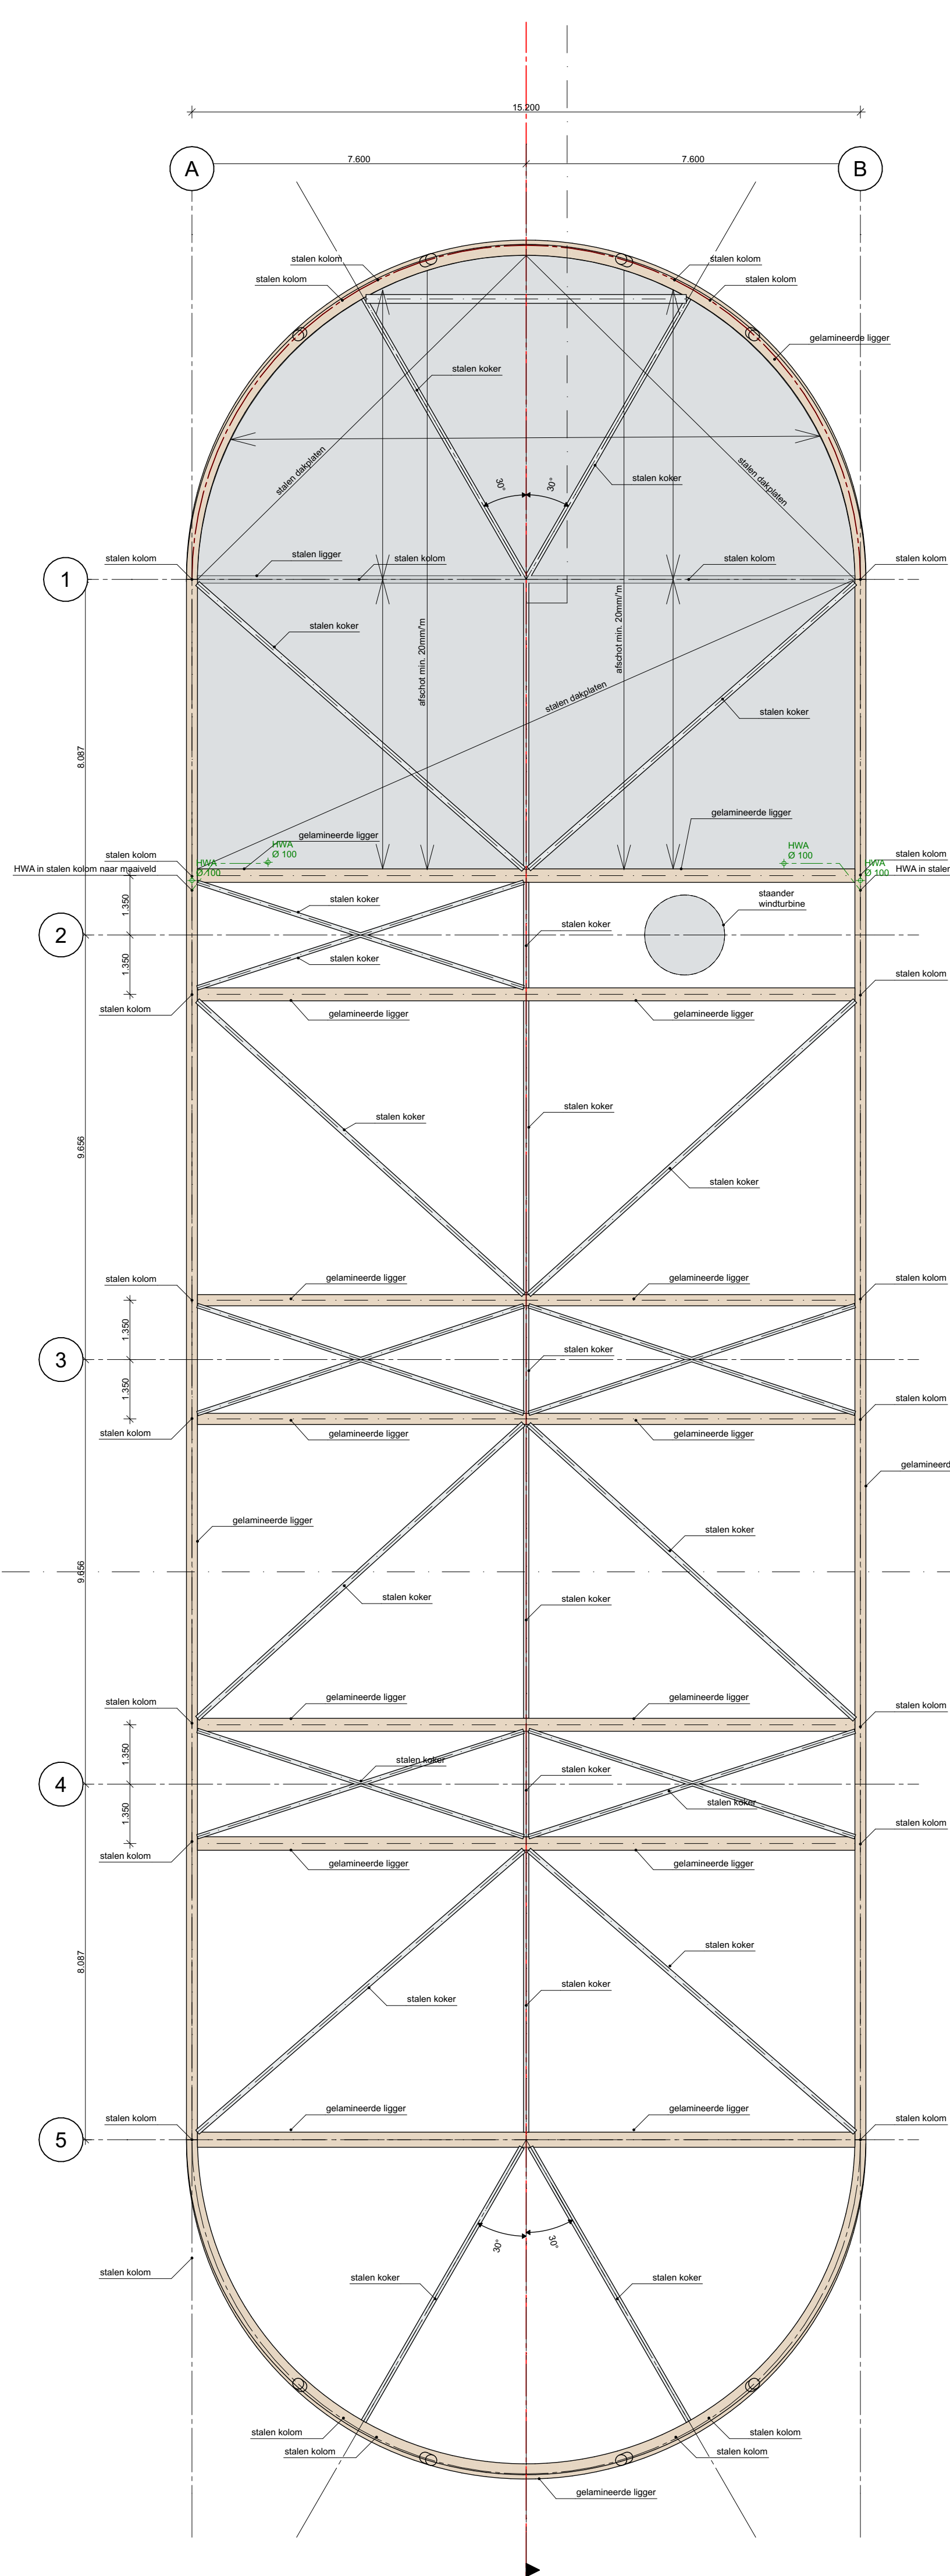 15.200
7.600
7.600
A
B
stalen kolom
stalen kolom
stalen kolom
stalen kolom
gelamineerde ligger
stalen koker
stalen dakplaten
stalen dakplaten
30°
30°
stalen koker
stalen ligger
stalen kolom
stalen kolom
stalen kolom
stalen kolom
1
stalen koker
afschot min. 20mm/'m
afschot min. 20mm/'m
stalen dakplaten
stalen koker
8.087
gelamineerde ligger
gelamineerde ligger
HWA
Ø 100
HWA
Ø 100
stalen kolom
stalen kolom
HWA in stalen kolom naar maaiveld
HWA
Ø 100
HWA
Ø 100
HWA in stalen
1.350
stalen koker
staander
windturbine
stalen koker
2
stalen koker
1.350
stalen kolom
stalen kolom
gelamineerde ligger
gelamineerde ligger
stalen koker
stalen koker
9.656
stalen koker
stalen kolom
gelamineerde ligger
gelamineerde ligger
stalen kolom
1.350
3
stalen koker
1.350
stalen kolom
stalen kolom
gelamineerde ligger
gelamineerde ligger
gelamineerd
gelamineerde ligger
stalen koker
9.656
stalen koker
stalen koker
stalen kolom
gelamineerde ligger
gelamineerde ligger
stalen kolom
1.350
stalen koker
stalen koker
4
stalen koker
1.350
stalen kolom
stalen kolom
gelamineerde ligger
gelamineerde ligger
stalen koker
8.087
stalen koker
stalen koker
stalen kolom
gelamineerde ligger
gelamineerde ligger
stalen kolom
5
30°
30°
stalen kolom
stalen koker
stalen koker
stalen kolom
stalen kolom
stalen kolom
stalen kolom
gelamineerde ligger